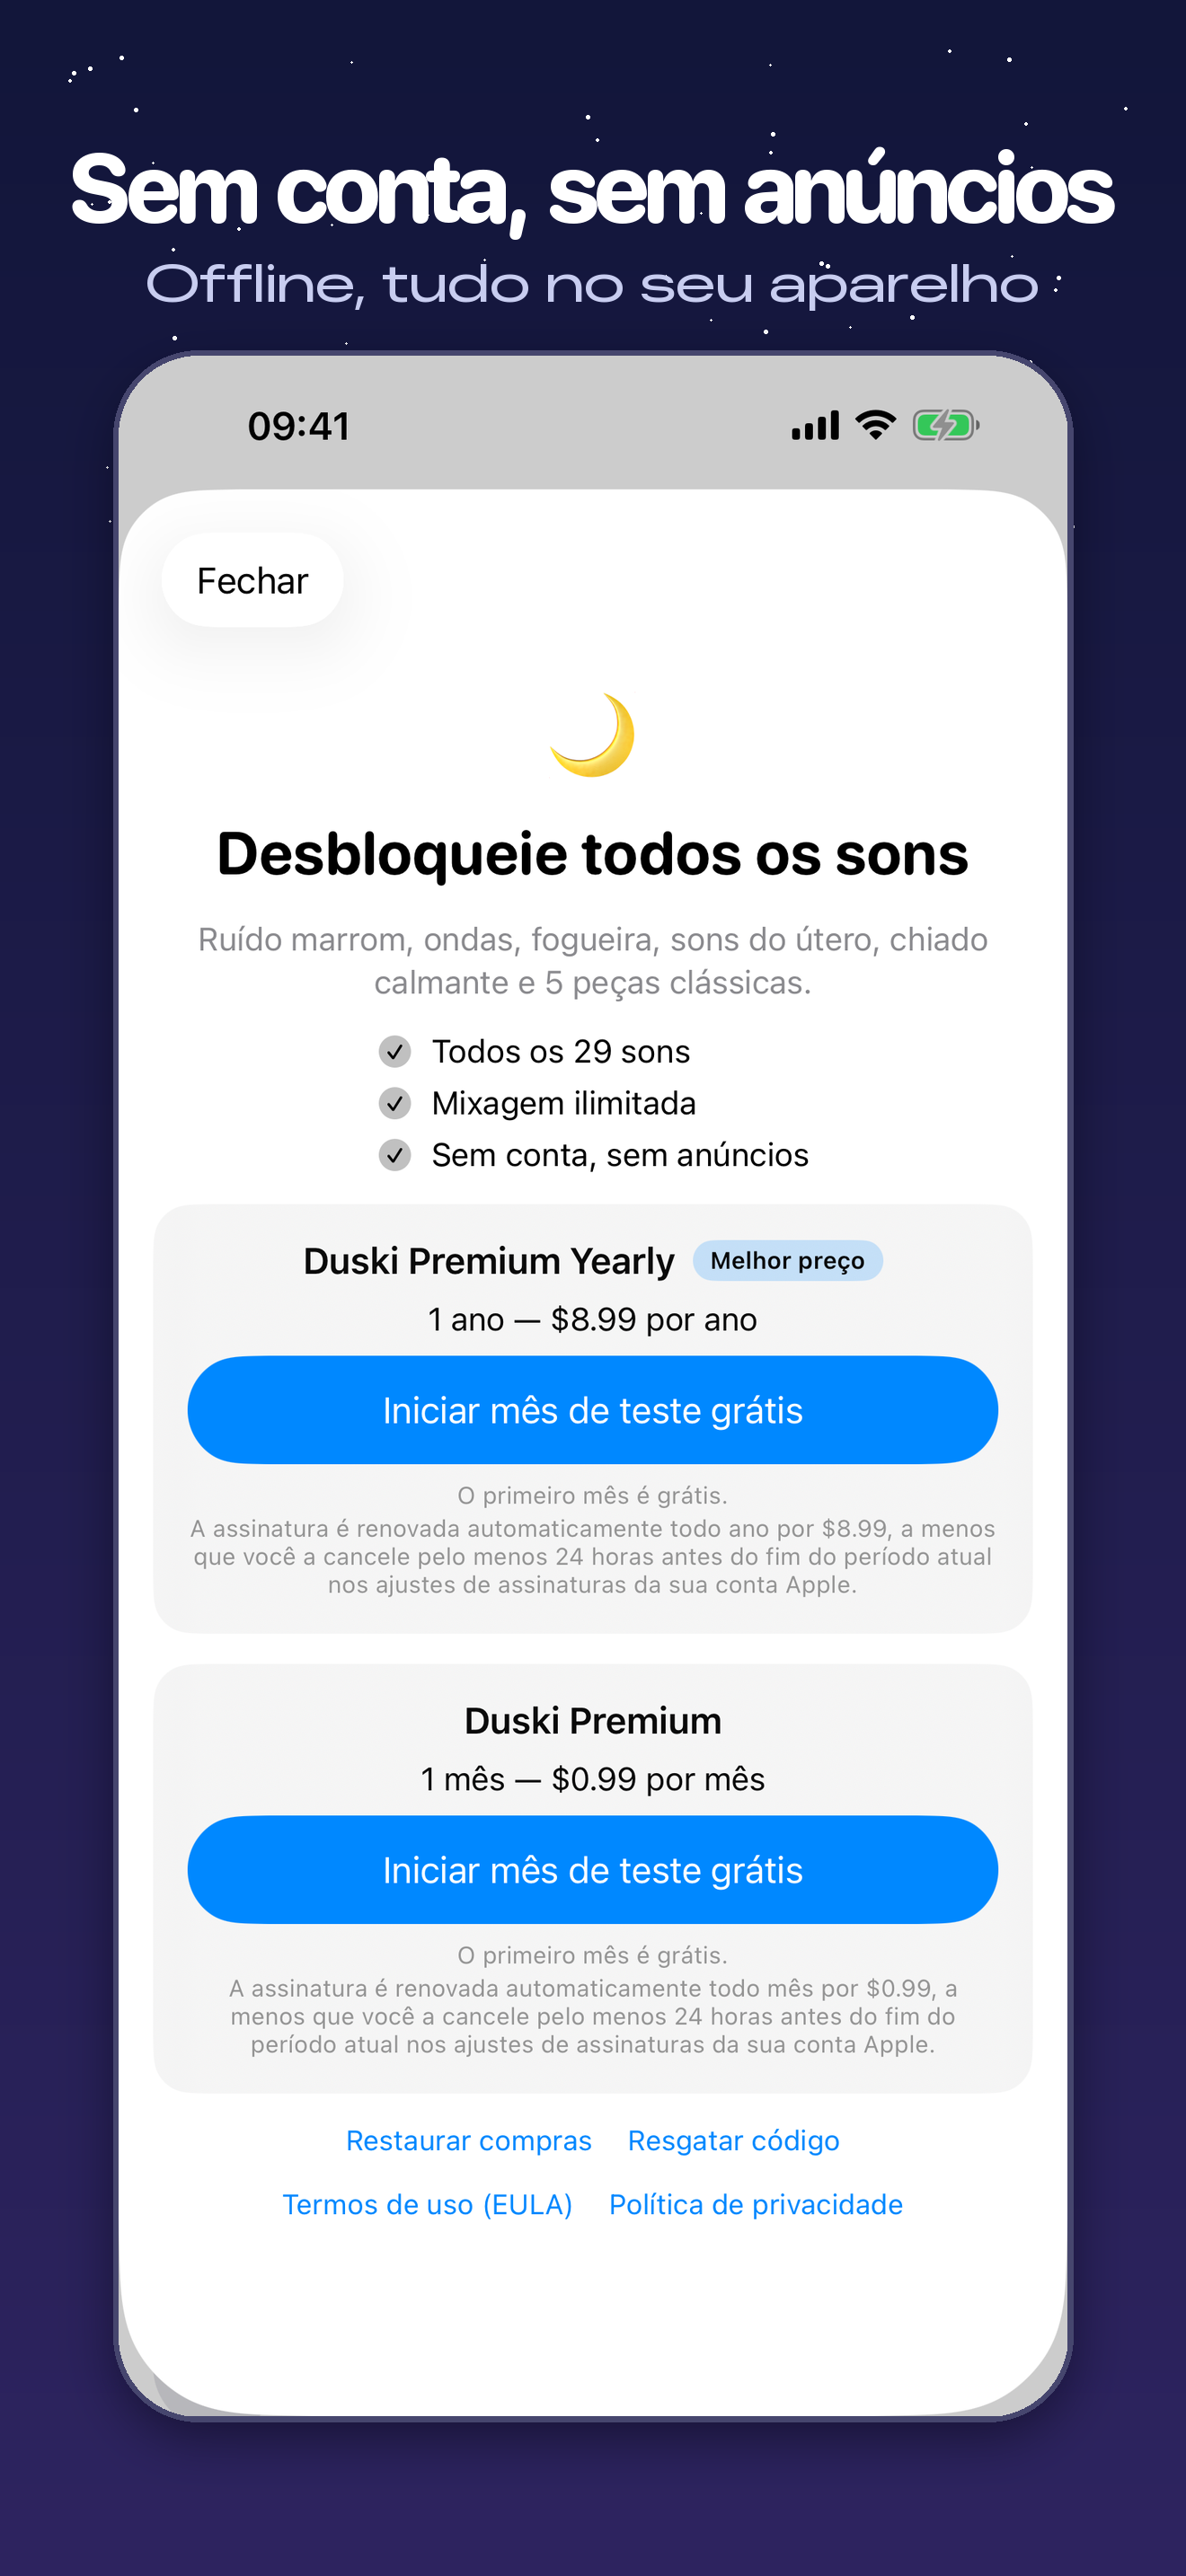 Sem conta, sem anúncios
Offline, tudo no seu aparelho
09:41
Fechar
Desbloqueie todos os sons
Ruído marrom, ondas, fogueira, sons do útero, chiado
calmante e 5 peças clássicas.
Todos os 29 sons
Mixagem ilimitada
Sem conta, sem anúncios
Duski Premium Yearly Melhor preço
1 ano — $8.99 por ano
Iniciar mês de teste grátis
O primeiro mês é grátis.
A assinatura é renovada automaticamente todo ano por $8.99, a menos
que você a cancele pelo menos 24 horas antes do fim do período atual
nos ajustes de assinaturas da sua conta Apple.
Duski Premium
1 mês — $0.99 por mês
Iniciar mês de teste grátis
O primeiro mês é grátis.
A assinatura é renovada automaticamente todo mês por $0.99, a
menos que você a cancele pelo menos 24 horas antes do fim do
período atual nos ajustes de assinaturas da sua conta Apple.
Restaurar compras Resgatar código
Termos de uso (EULA) Política de privacidade